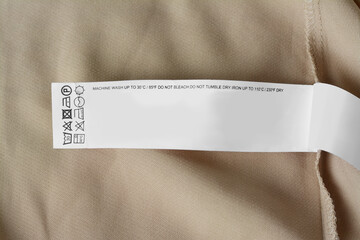 MACHINE WASH UP TO 30°C / 85°F DO NOT BLEACH DO NOT TUMBLE DRY. IRON UP TO 110°C / 230°F DRY